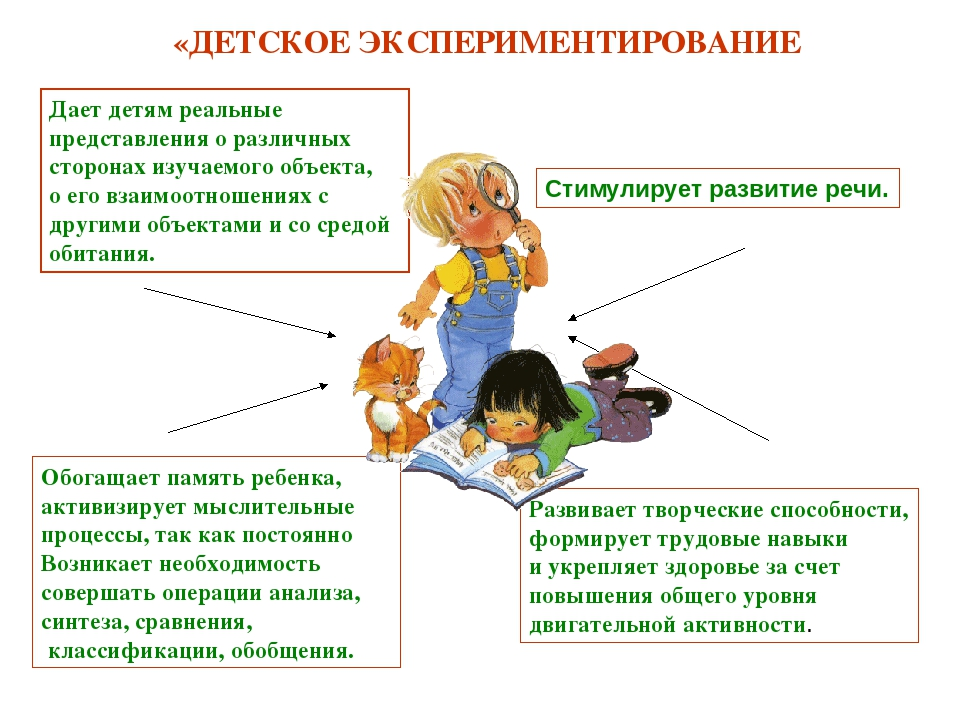 «ДЕТСКОЕ ЭКСПЕРИМЕНТИРОВАНИЕ
Дает детям реальные
представления о различных
сторонах изучаемого объекта,
о его взаимоотношениях с
другими объектами и со средой
обитания.
Стимулирует развитие речи.
Обогащает память ребенка,
активизирует мыслительные
процессы, так как постоянно
Возникает необходимость
совершать операции анализа,
синтеза, сравнения,
классификации, обобщения.
Развивает творческие способности,
формирует трудовые навыки
и укрепляет здоровье за счет
повышения общего уровня
двигательной активности.